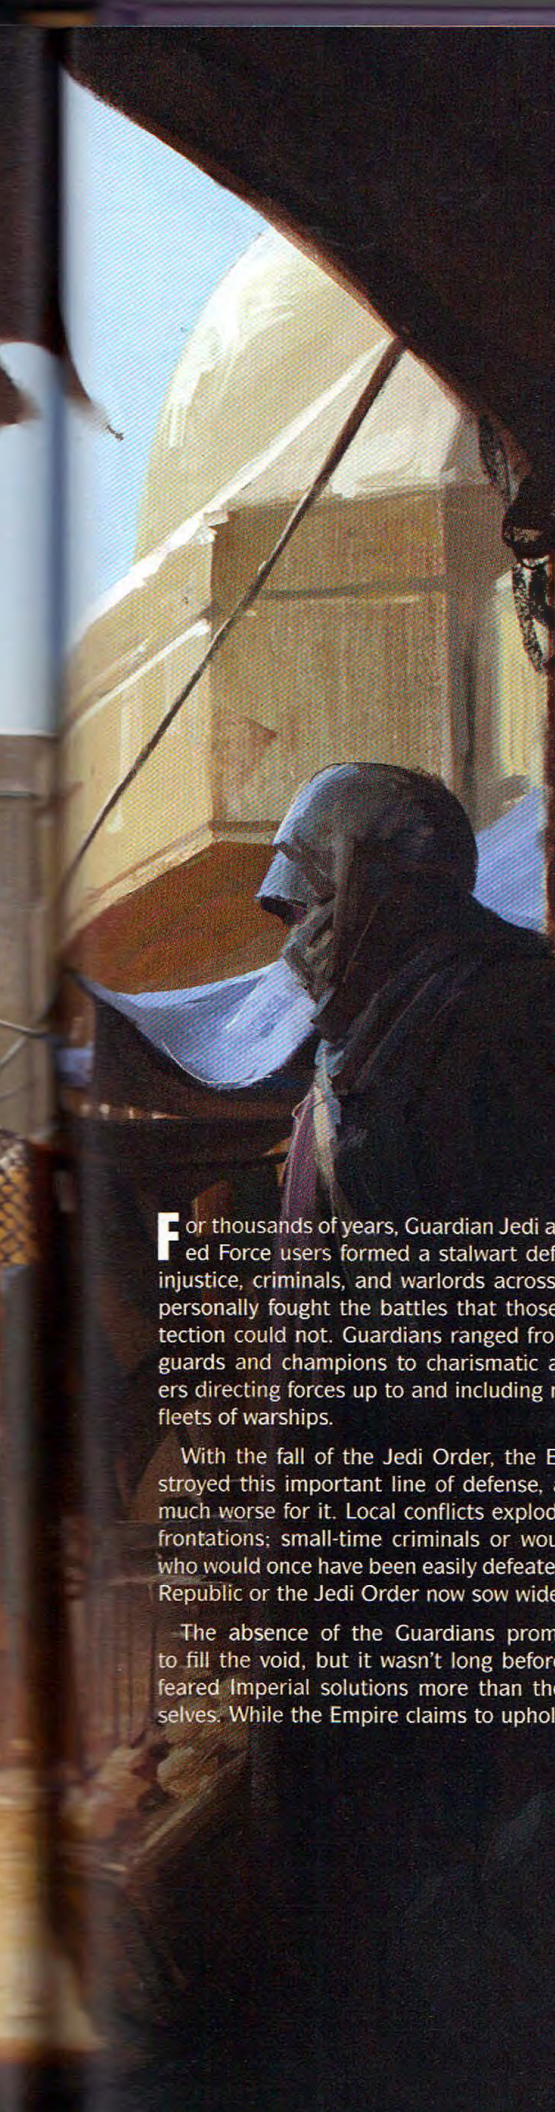 For thousands of years, Guardian Jedi a
ed Force users formed a stalwart def
injustice, criminals, and warlords across
personally fought the battles that those
tection could not. Guardians ranged fro
guards and champions to charismatic a
ers directing forces up to and including
fleets of warships.
With the fall of the Jedi Order, the E
stroyed this important line of defense, a
much worse for it. Local conflicts explod
frontations; small-time criminals or wou
who would once have been easily defeate
Republic or the Jedi Order now sow wide
The absence of the Guardians prom
to fill the void, but it wasn't long before
feared Imperial solutions more than the
selves. While the Empire claims to uphol